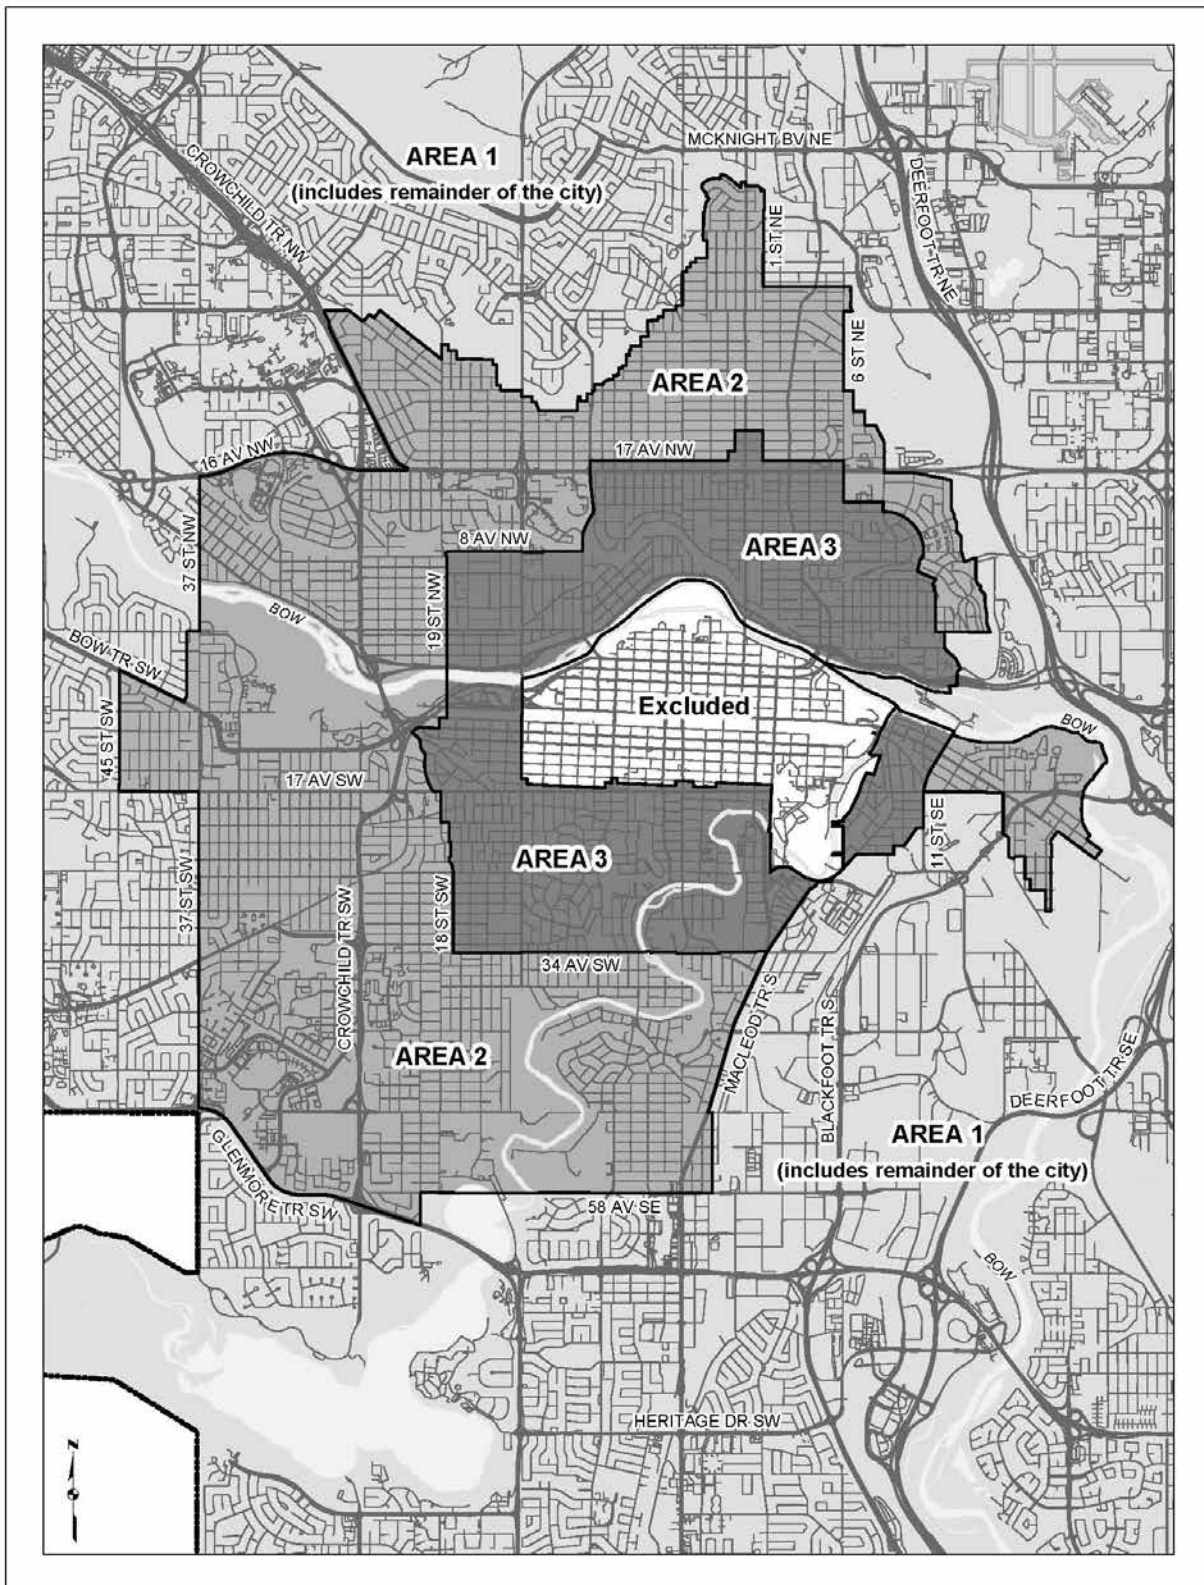 AREA 1
(includes remainder of the city)
MCKNIGHT BV NE
CROWCHILD TR NW
DEERFOOT TR NE
1 ST NE
6 ST NE
AREA 2
17 AV NW
16 AV NW
8 AV NW
AREA 3
37 ST NW
19 ST NW
BOW
BOW TR SW
Excluded
BOW
45 ST SW
17 AV SW
11 ST SE
AREA 3
37 ST SW
18 ST SW
CROWCHILD TR SW
34 AV SW
MACLEOD TR S
BLACKFOOT TR S
AREA 2
DEERFOOT TR SE
AREA 1
(includes remainder of the city)
GLENMORE TR SW
58 AV SE
BOW
HERITAGE DR SW
N